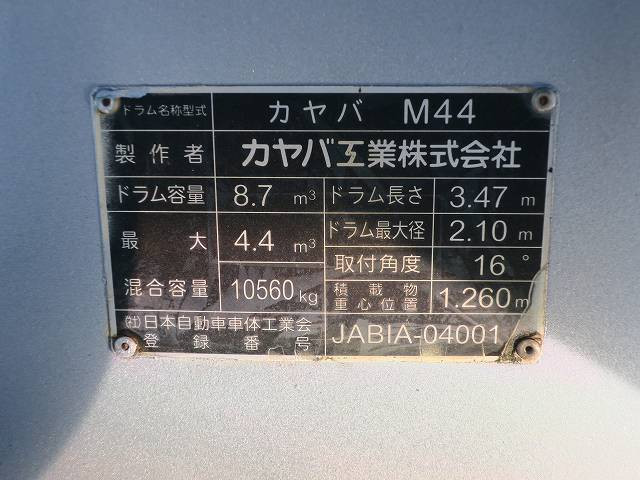 ドラム名称型式 カヤバ M44
製作者 カヤバ工業株式会社
ドラム容量 8.7 m³ ドラム長さ 3.47 m
最大混合容量 4.4 m³ ドラム最大径 2.10 m
10560 kg 取付角度 16°
積載物重心位置 1.260 m
㈳日本自動車車体工業会
登録番号 JABIA-04001